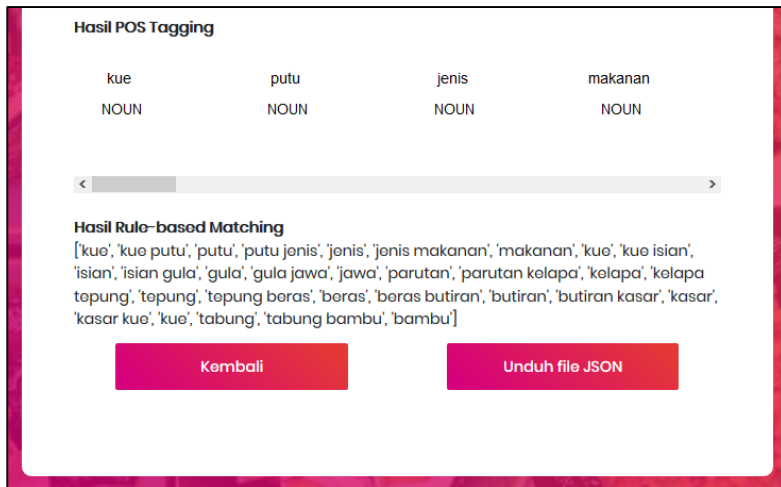 Hasil POS Tagging
kue putu jenis makanan
NOUN NOUN NOUN NOUN
Hasil Rule-based Matching
['kue', 'kue putu', 'putu', 'putu jenis', 'jenis', 'jenis makanan', 'makanan', 'kue', 'kue isian',
'isian', 'isian gula', 'gula', 'gula jawa', 'jawa', 'parutan', 'parutan kelapa', 'kelapa', 'kelapa
tepung', 'tepung', 'tepung beras', 'beras', 'beras butiran', 'butiran', 'butiran kasar', 'kasar',
'kasar kue', 'kue', 'tabung', 'tabung bambu', 'bambu']
Kembali Unduh file JSON